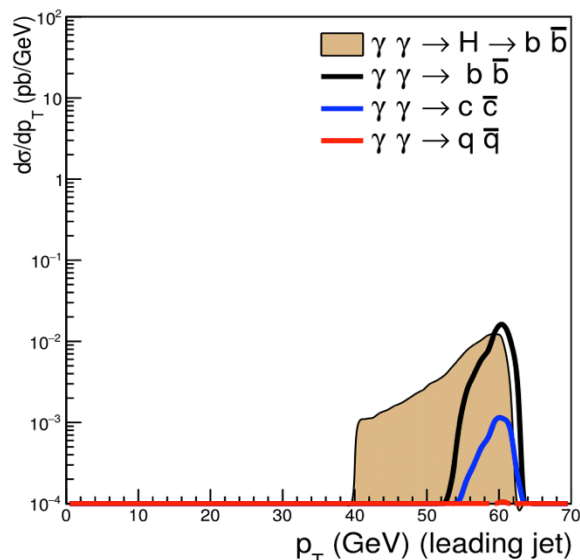 dσ/dp_T (pb/GeV)
10²
10
1
10⁻¹
10⁻²
10⁻³
10⁻⁴
γ γ → H → b b̅
γ γ → b b̅
γ γ → c c̅
γ γ → q q̅
0 10 20 30 40 50 60 70
p_T (GeV) (leading jet)